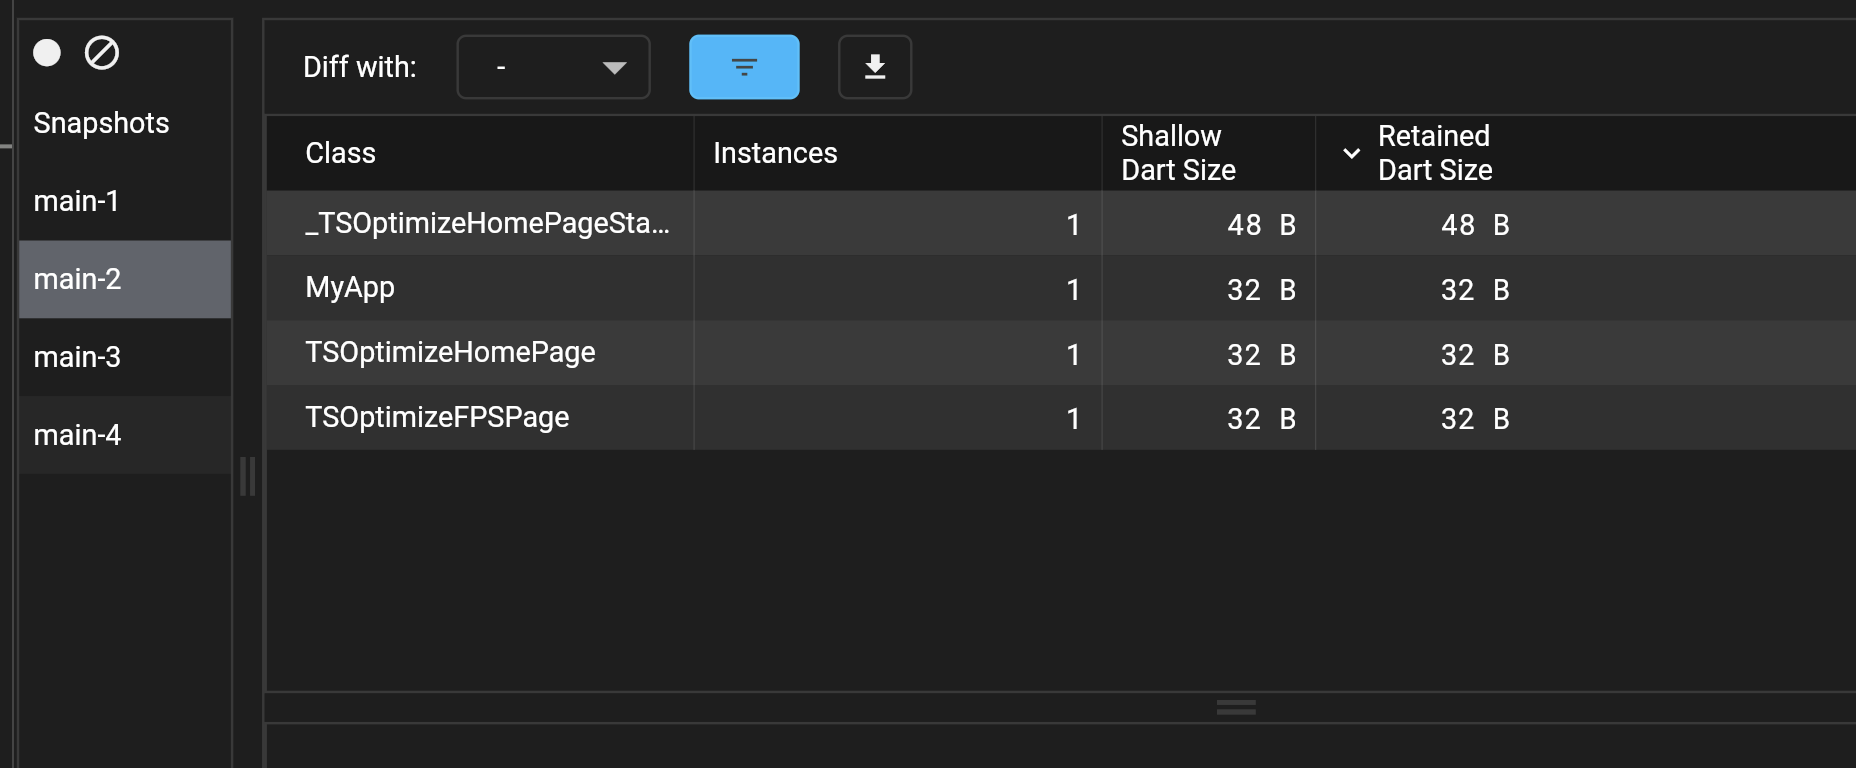 Snapshots
main-1
main-2
main-3
main-4
Diff with: -
Class Instances Shallow Dart Size Retained Dart Size
_TSOptimizeHomePageSta... 1 48 B 48 B
MyApp 1 32 B 32 B
TSOptimizeHomePage 1 32 B 32 B
TSOptimizeFPSPage 1 32 B 32 B